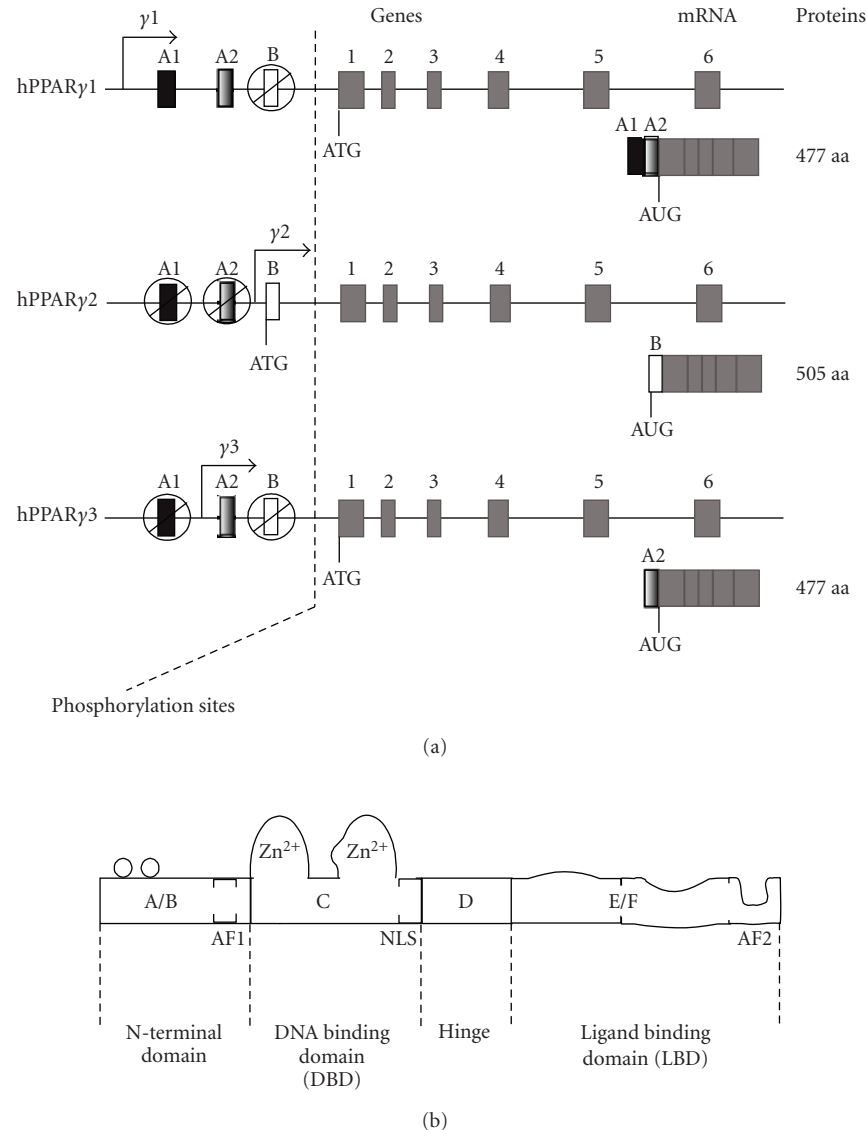 Genes mRNA Proteins
γ1
A1 A2 B 1 2 3 4 5 6
hPPARγ1
ATG
A1 A2
477 aa
AUG
γ2
A1 A2 B 1 2 3 4 5 6
hPPARγ2
ATG
B
505 aa
AUG
γ3
A1 A2 B 1 2 3 4 5 6
hPPARγ3
ATG
A2
477 aa
AUG
Phosphorylation sites
(a)
Zn²⁺ Zn²⁺
A/B C D E/F
AF1 NLS AF2
N-terminal domain
DNA binding domain (DBD)
Hinge
Ligand binding domain (LBD)
(b)